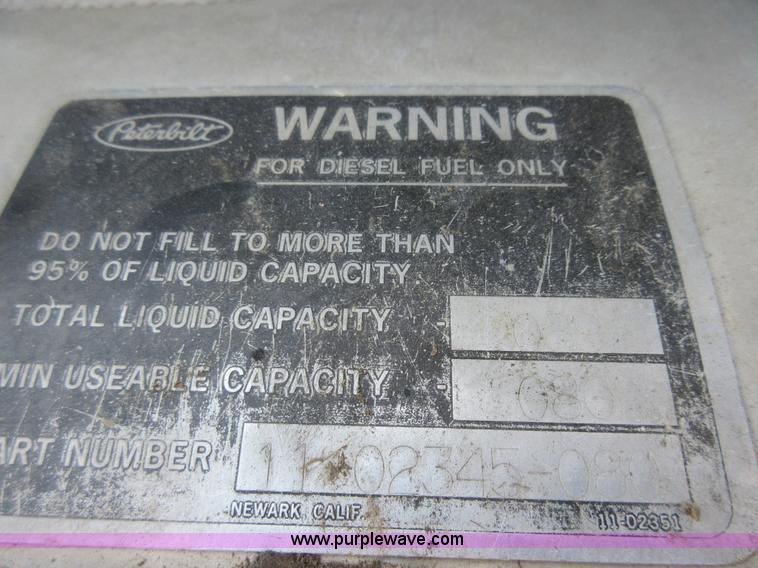 Peterbilt
WARNING
FOR DIESEL FUEL ONLY
DO NOT FILL TO MORE THAN
95% OF LIQUID CAPACITY
TOTAL LIQUID CAPACITY -
MIN USEABLE CAPACITY -
ART NUMBER
NEWARK CALIF 11-02351
www.purplewave.com